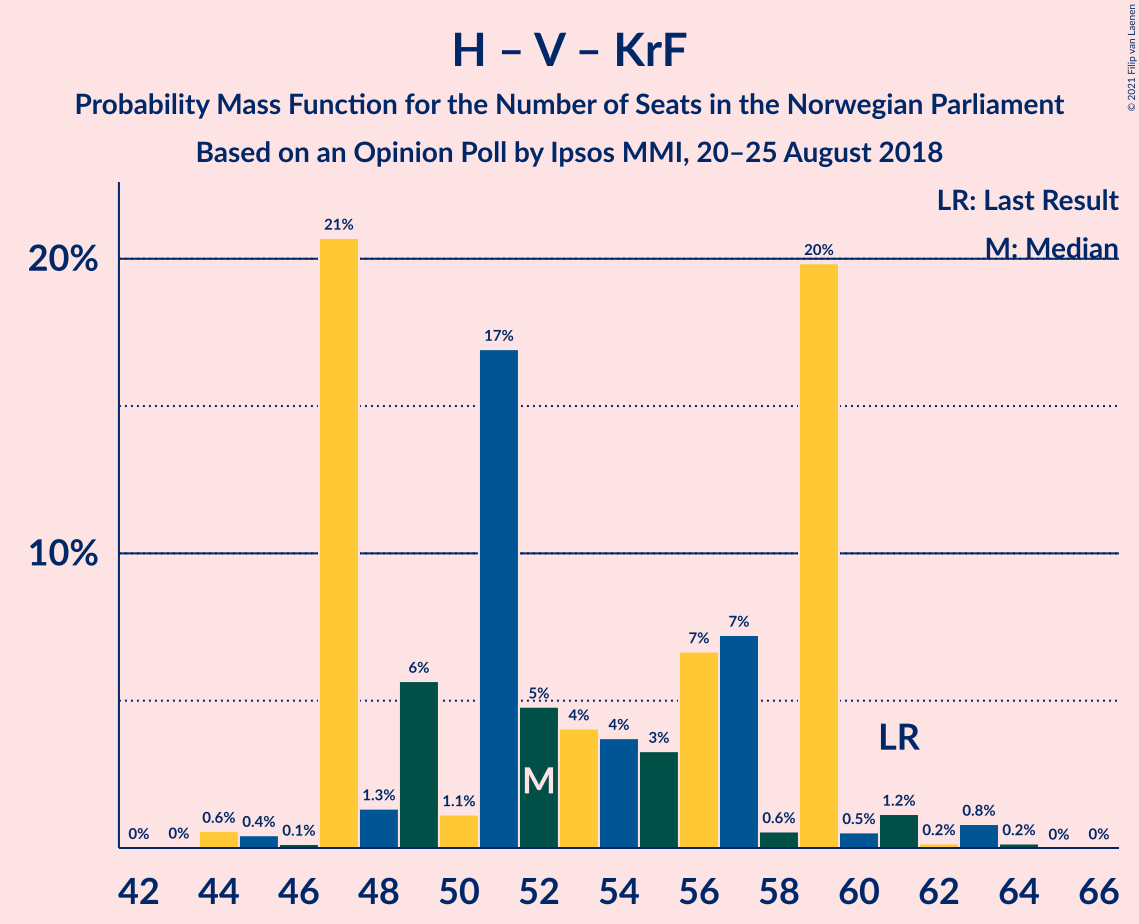 H – V – KrF
Probability Mass Function for the Number of Seats in the Norwegian Parliament
Based on an Opinion Poll by Ipsos MMI, 20–25 August 2018
© 2021 Filip van Laenen
LR: Last Result
M: Median
20%
10%
0% 0% 0.6% 0.4% 0.1% 21% 1.3% 6% 1.1% 17% 5% 4% 4% 3% 7% 7% 0.6% 20% 0.5% 1.2% 0.2% 0.8% 0.2% 0% 0%
M
LR
42 44 46 48 50 52 54 56 58 60 62 64 66